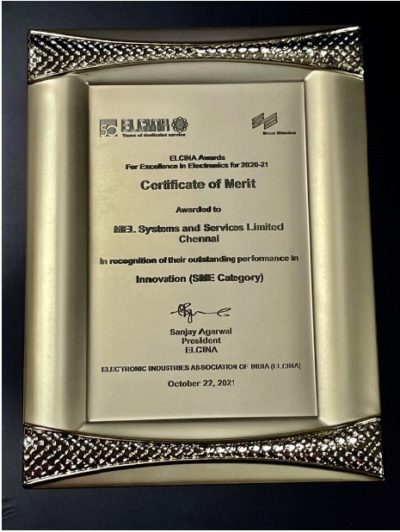 50 ELCINA
Years of dedicated service
ELCINA Awards
For Excellence in Electronics for 2020-21
Certificate of Merit
Awarded to
MEL Systems and Services Limited
Chennai
In recognition of their outstanding performance in
Innovation (SME Category)
Sanjay Agarwal
President
ELCINA
ELECTRONIC INDUSTRIES ASSOCIATION OF INDIA (ELCINA)
October 22, 2021